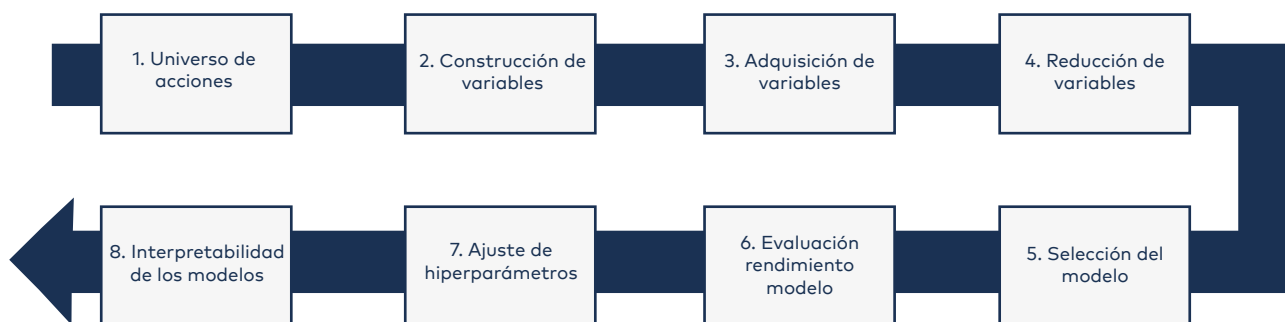 1. Universo de
acciones
2. Construcción de
variables
3. Adquisición de
variables
4. Reducción de
variables
5. Selección del
modelo
6. Evaluación
rendimiento
modelo
7. Ajuste de
hiperparámetros
8. Interpretabilidad
de los modelos